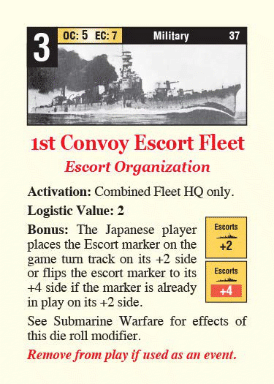 3
OC: 5 EC: 7
Military
37
1st Convoy Escort Fleet
Escort Organization
Activation: Combined Fleet HQ only.
Logistic Value: 2
Bonus: The Japanese player
places the Escort marker on the
game turn track on its +2 side
or flips the escort marker to its
+4 side if the marker is already
in play on its +2 side.
Escorts
+2
Escorts
+4
See Submarine Warfare for effects of
this die roll modifier.
Remove from play if used as an event.